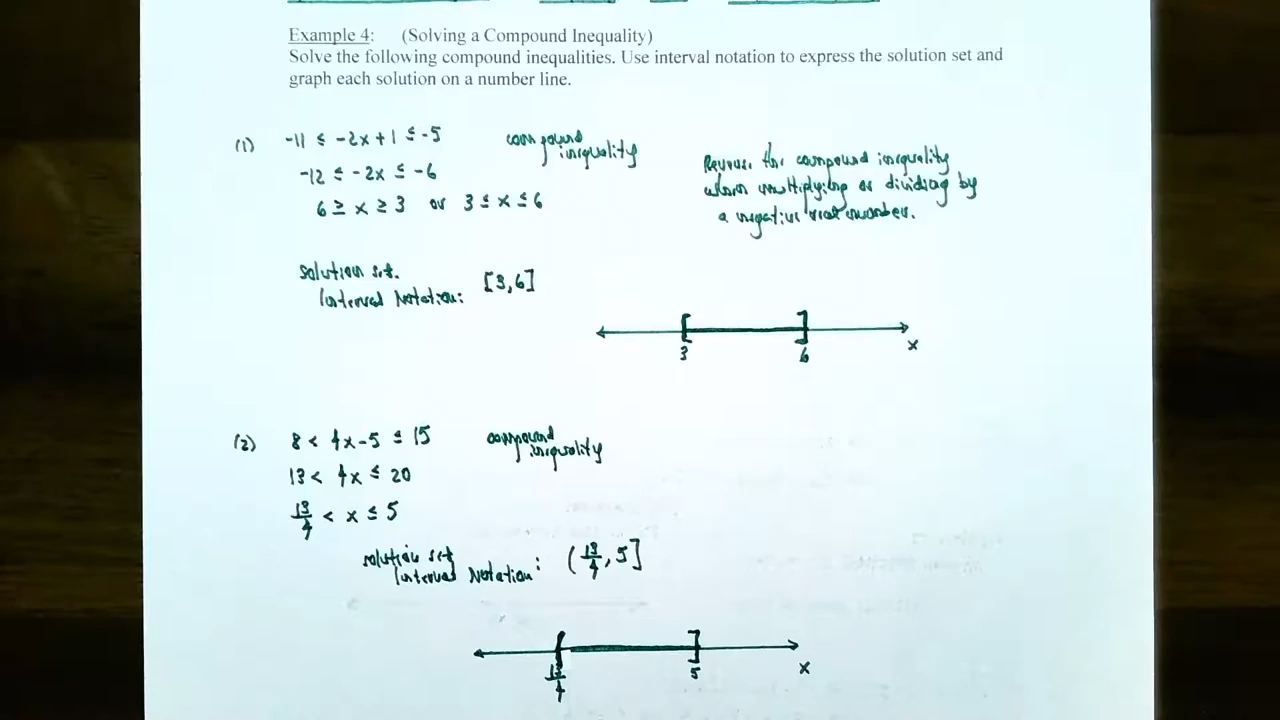 Example 4: (Solving a Compound Inequality)
Solve the following compound inequalities. Use interval notation to express the solution set and
graph each solution on a number line.
(1) -11 ≤ -2x + 1 ≤ -5 compound
inequality
-12 ≤ -2x ≤ -6
6 ≥ x ≥ 3 or 3 ≤ x ≤ 6
Reverse the compound inequality
when multiplying or dividing by
a negative real number.
Solution set.
Interval Notation: [3,6]
3 6 x
(2) 8 < 4x-5 ≤ 15 compound
inequality
13 < 4x ≤ 20
13/4 < x ≤ 5
solution set
Interval Notation: (13/4, 5]
13/4 5 x